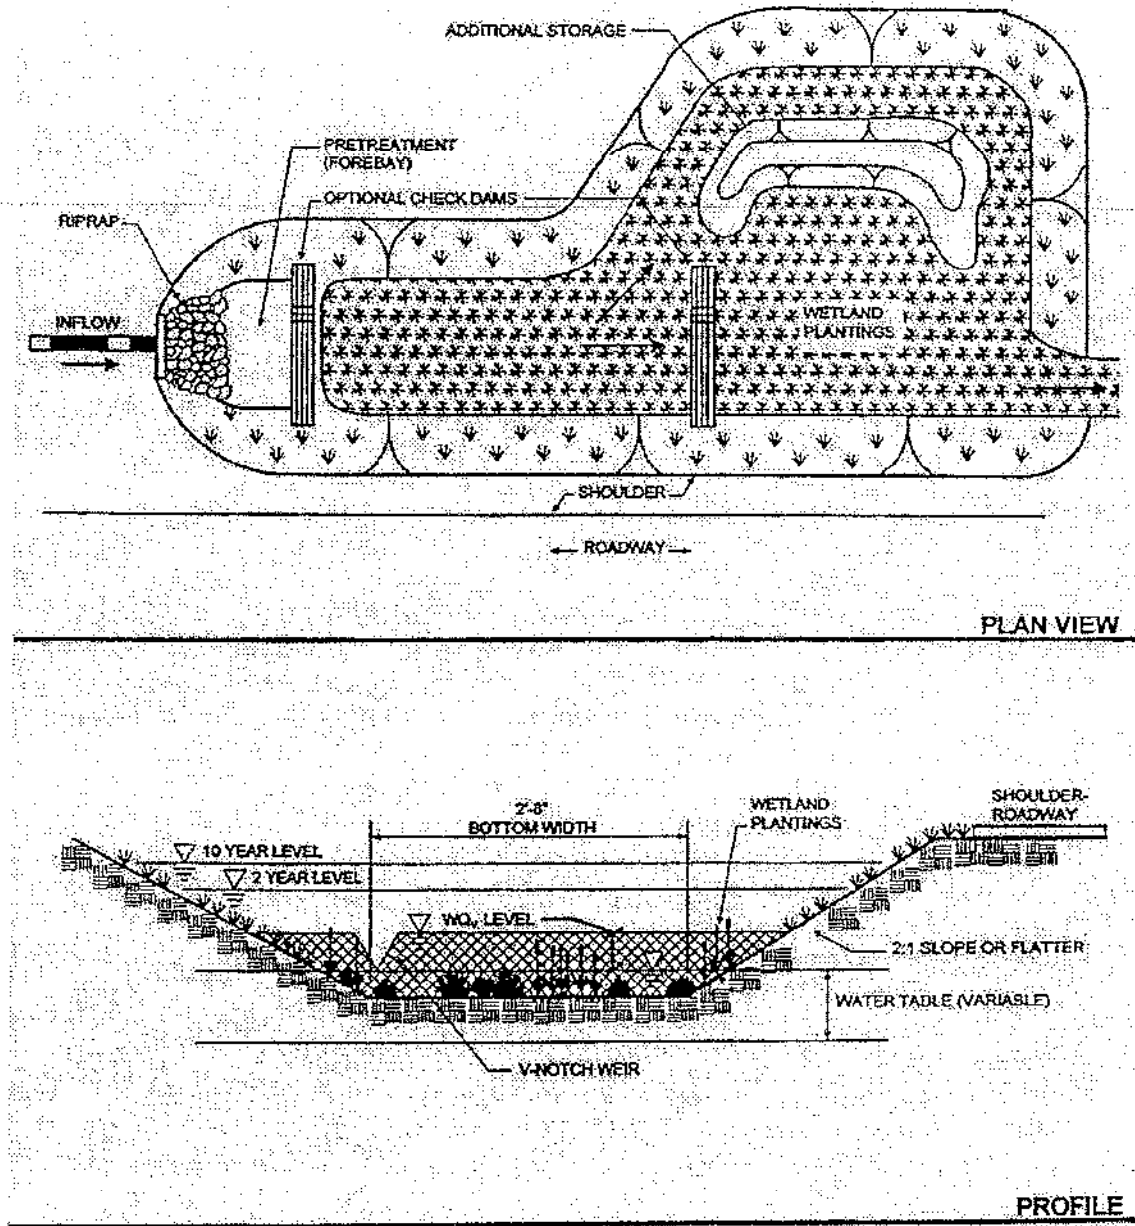 ADDITIONAL STORAGE
PRETREATMENT
(FOREBAY)
OPTIONAL CHECK DAMS
RIPRAP
INFLOW
WETLAND
PLANTINGS
SHOULDER
ROADWAY
PLAN VIEW
2'-8"
BOTTOM WIDTH
WETLAND
PLANTINGS
SHOULDER-
ROADWAY
10 YEAR LEVEL
2 YEAR LEVEL
WQᵥ LEVEL
2:1 SLOPE OR FLATTER
WATER TABLE (VARIABLE)
V-NOTCH WEIR
PROFILE